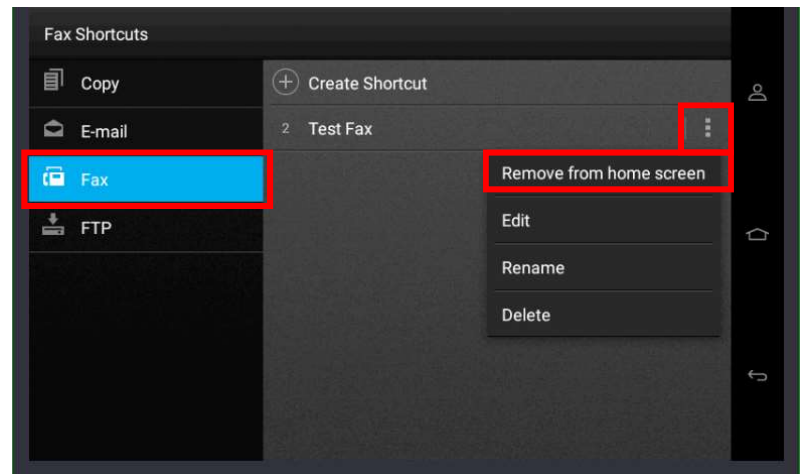 Fax Shortcuts
Copy
E-mail
Fax
FTP
Create Shortcut
2 Test Fax
Remove from home screen
Edit
Rename
Delete